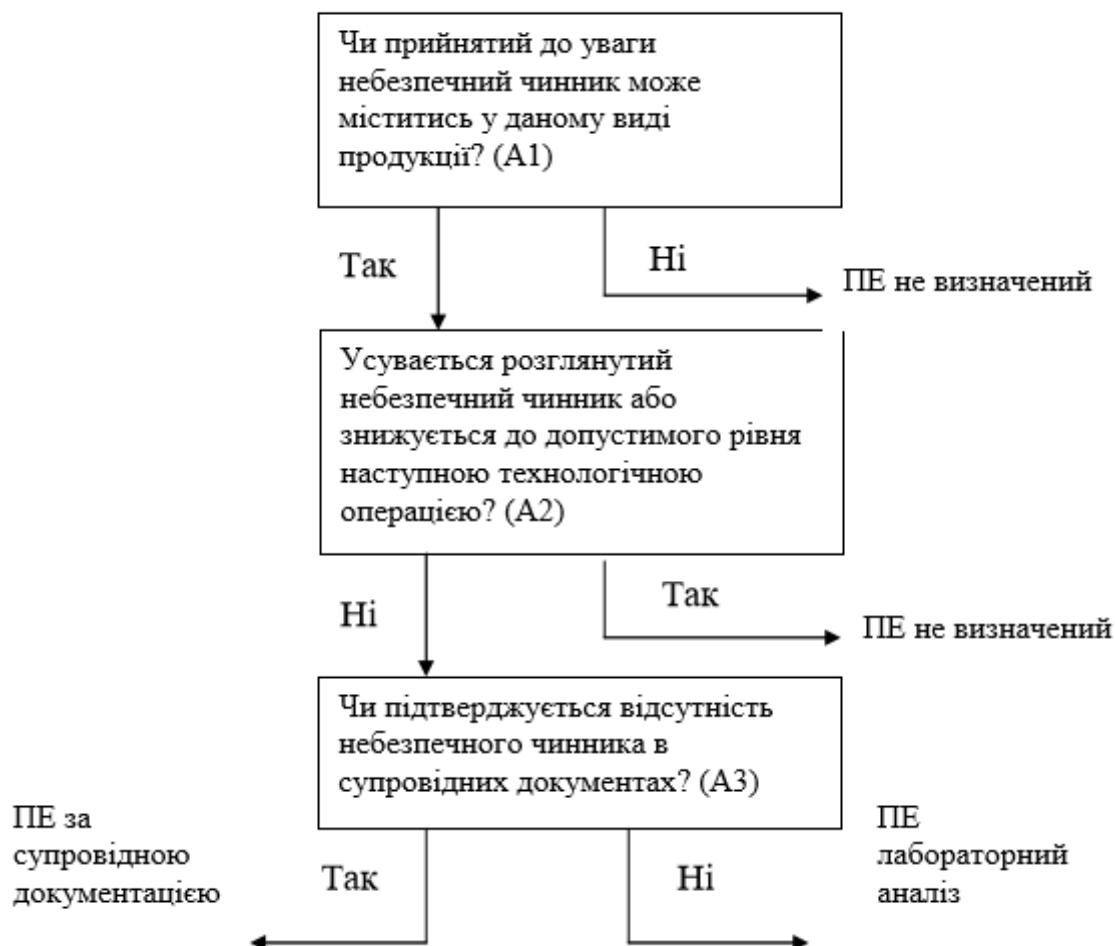 Чи прийнятий до уваги
небезпечний чинник може
міститись у даному виді
продукції? (А1)
Так
Ні
ПЕ не визначений
Усувається розглянутий
небезпечний чинник або
знижується до допустимого рівня
наступною технологічною
операцією? (А2)
Ні
Так
ПЕ не визначений
Чи підтверджується відсутність
небезпечного чинника в
супровідних документах? (А3)
ПЕ за
супровідною
документацією
Так
Ні
ПЕ
лабораторний
аналіз